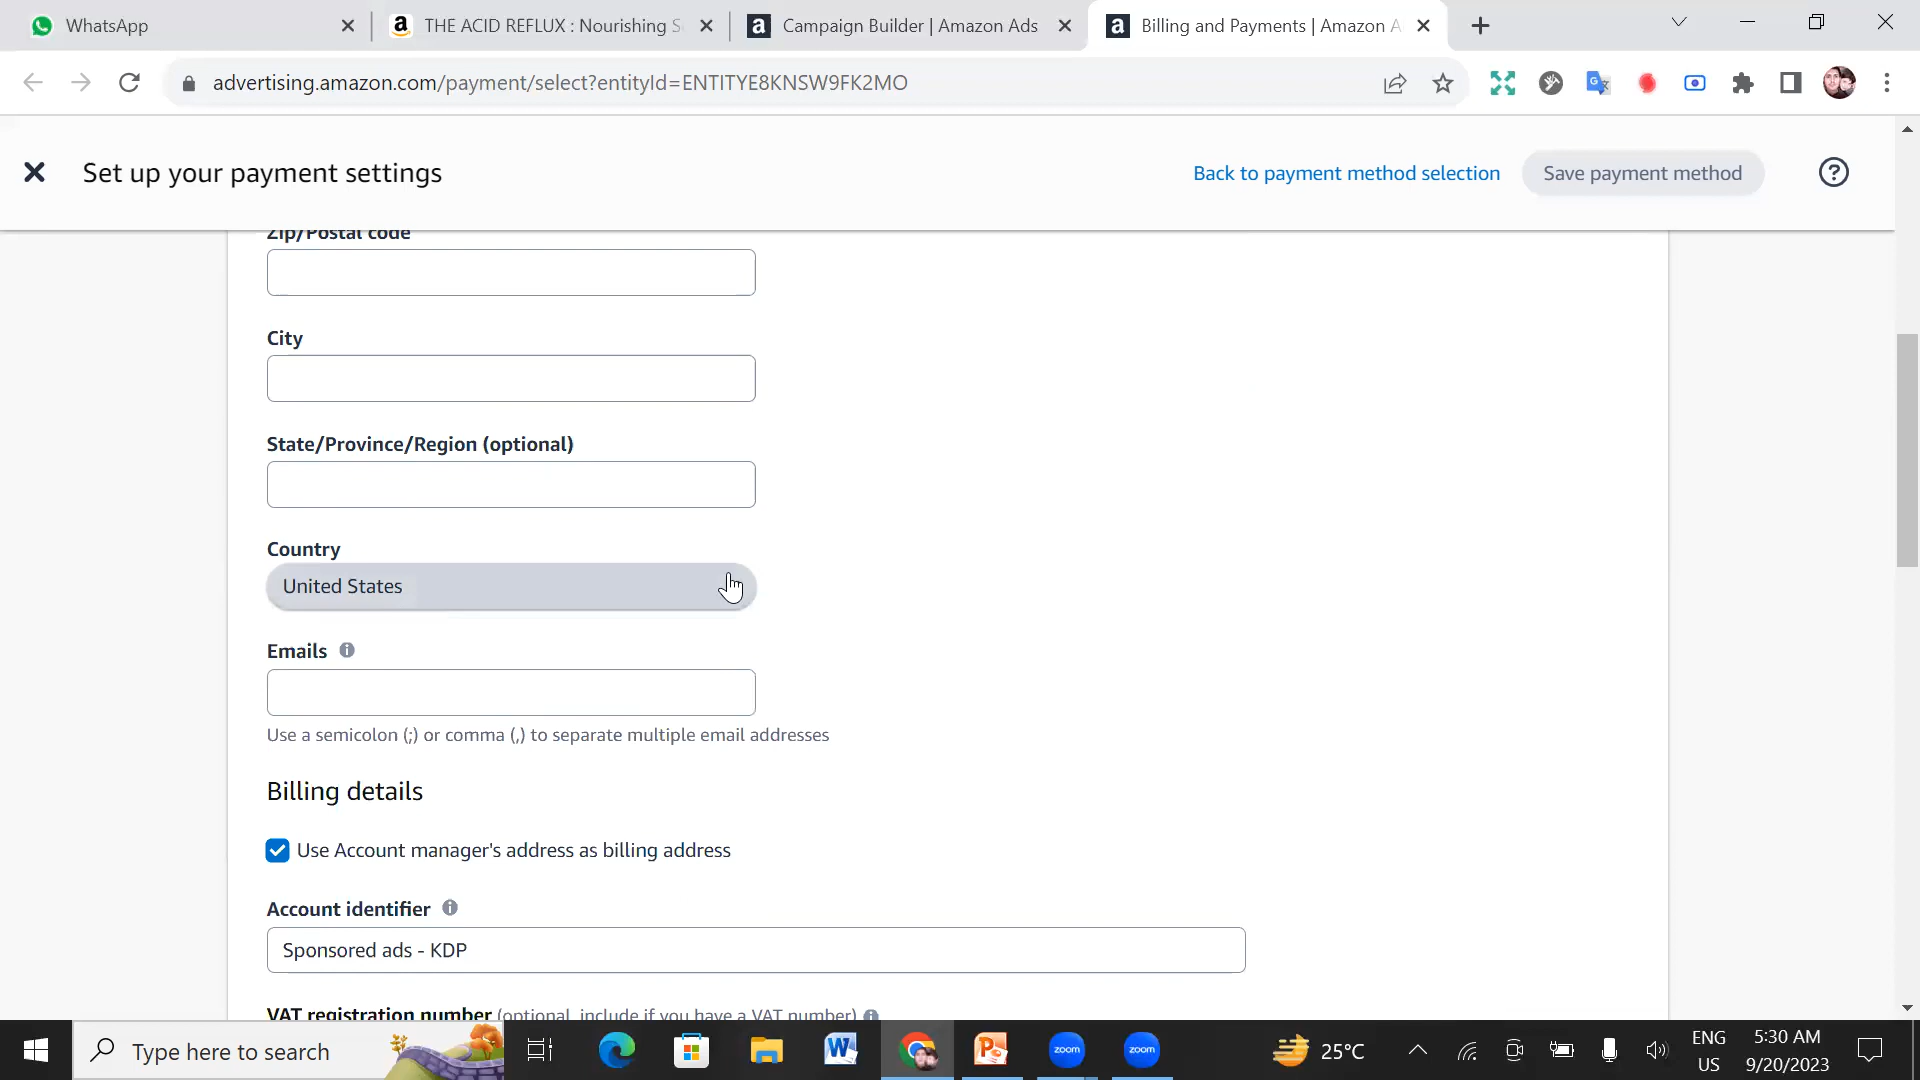 WhatsApp
THE ACID REFLUX : Nourishing S
Campaign Builder | Amazon Ads
Billing and Payments | Amazon A
advertising.amazon.com/payment/select?entityId=ENTITYE8KNSW9FK2MO
Set up your payment settings
Back to payment method selection
Save payment method
Zip/Postal code
City
State/Province/Region (optional)
Country
United States
Emails
Use a semicolon (;) or comma (,) to separate multiple email addresses
Billing details
Use Account manager's address as billing address
Account identifier
Sponsored ads - KDP
VAT registration number (optional, include if you have a VAT number)
Type here to search
zoom
zoom
25°C
ENG
US
5:30 AM
9/20/2023